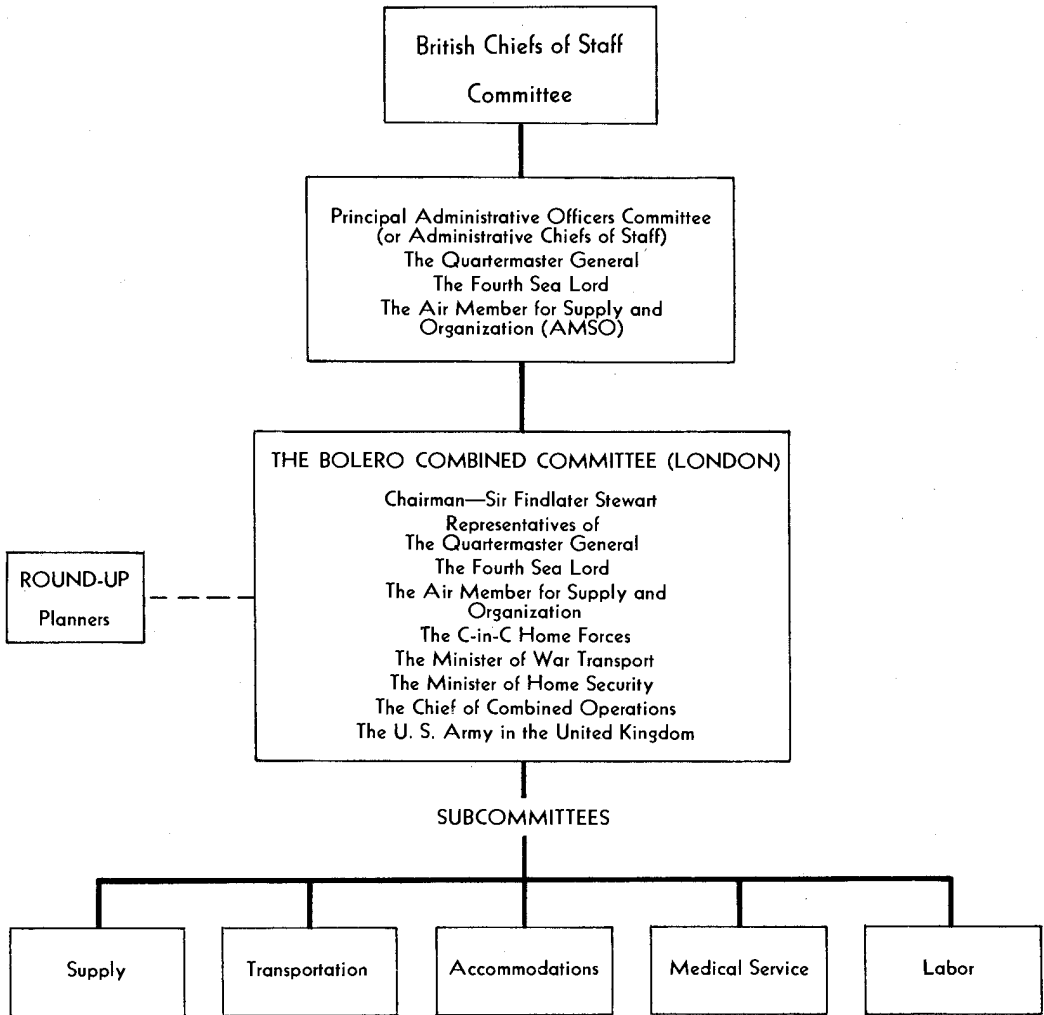 British Chiefs of Staff
Committee
Principal Administrative Officers Committee
(or Administrative Chiefs of Staff)
The Quartermaster General
The Fourth Sea Lord
The Air Member for Supply and
Organization (AMSO)
THE BOLERO COMBINED COMMITTEE (LONDON)
Chairman—Sir Findlater Stewart
Representatives of
The Quartermaster General
The Fourth Sea Lord
The Air Member for Supply and
Organization
The C-in-C Home Forces
The Minister of War Transport
The Minister of Home Security
The Chief of Combined Operations
The U. S. Army in the United Kingdom
ROUND-UP
Planners
SUBCOMMITTEES
Supply
Transportation
Accommodations
Medical Service
Labor